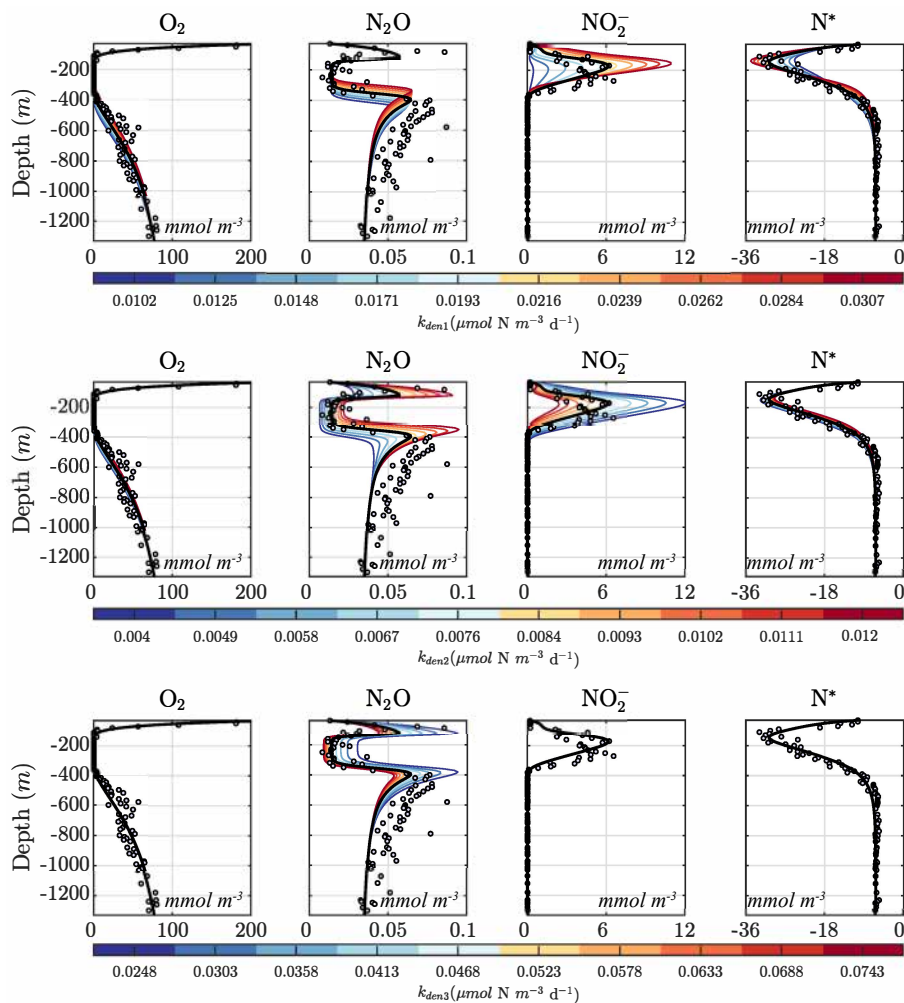 O₂ N₂O NO₂⁻ N*
Depth (m)
-200
-400
-600
-800
-1000
-1200
mmol m⁻³ mmol m⁻³ mmol m⁻³ mmol m⁻³
0 100 200 0 0.05 0.1 0 6 12 -36 -18 0
0.0102 0.0125 0.0148 0.0171 0.0193 0.0216 0.0239 0.0262 0.0284 0.0307
k_den1(μmol N m⁻³ d⁻¹)
O₂ N₂O NO₂⁻ N*
Depth (m)
-200
-400
-600
-800
-1000
-1200
mmol m⁻³ mmol m⁻³ mmol m⁻³ mmol m⁻³
0 100 200 0 0.05 0.1 0 6 12 -36 -18 0
0.004 0.0049 0.0058 0.0067 0.0076 0.0084 0.0093 0.0102 0.0111 0.012
k_den2(μmol N m⁻³ d⁻¹)
O₂ N₂O NO₂⁻ N*
Depth (m)
-200
-400
-600
-800
-1000
-1200
mmol m⁻³ mmol m⁻³ mmol m⁻³ mmol m⁻³
0 100 200 0 0.05 0.1 0 6 12 -36 -18 0
0.0248 0.0303 0.0358 0.0413 0.0468 0.0523 0.0578 0.0633 0.0688 0.0743
k_den3(μmol N m⁻³ d⁻¹)